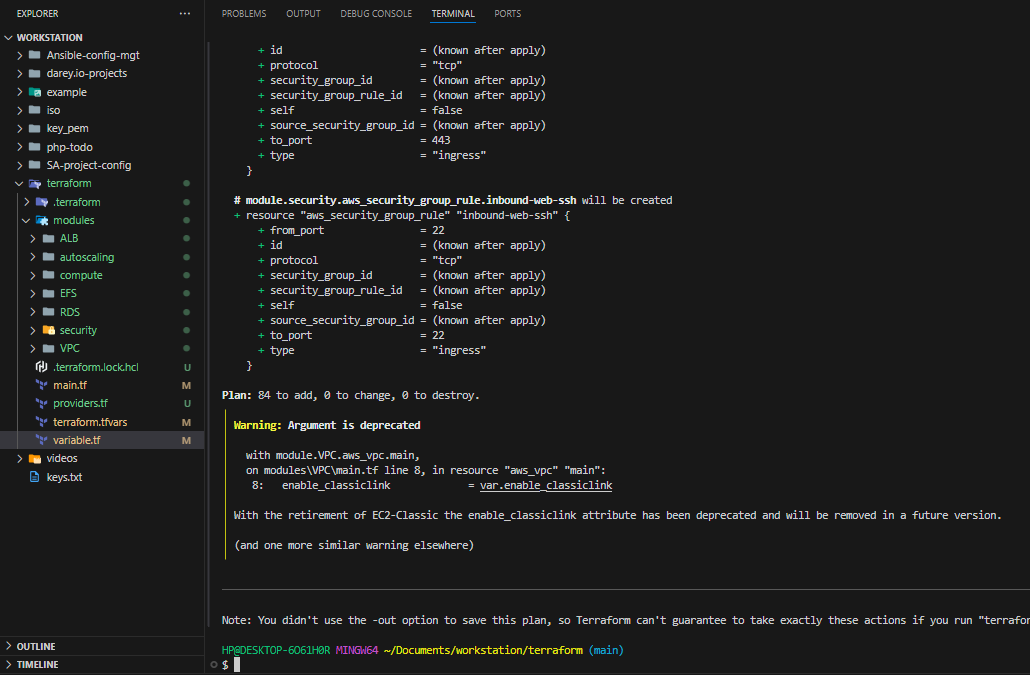 EXPLORER
...
WORKSTATION
Ansible-config-mgt
darey.io-projects
example
iso
key_pem
php-todo
SA-project-config
terraform
.terraform
modules
ALB
autoscaling
compute
EFS
RDS
security
VPC
.terraform.lock.hcl U
main.tf M
providers.tf U
terraform.tfvars M
variable.tf M
videos
keys.txt
OUTLINE
TIMELINE
PROBLEMS OUTPUT DEBUG CONSOLE TERMINAL PORTS
+ id = (known after apply)
+ protocol = "tcp"
+ security_group_id = (known after apply)
+ security_group_rule_id = (known after apply)
+ self = false
+ source_security_group_id = (known after apply)
+ to_port = 443
+ type = "ingress"
}
# module.security.aws_security_group_rule.inbound-web-ssh will be created
+ resource "aws_security_group_rule" "inbound-web-ssh" {
+ from_port = 22
+ id = (known after apply)
+ protocol = "tcp"
+ security_group_id = (known after apply)
+ security_group_rule_id = (known after apply)
+ self = false
+ source_security_group_id = (known after apply)
+ to_port = 22
+ type = "ingress"
}
Plan: 84 to add, 0 to change, 0 to destroy.
Warning: Argument is deprecated
with module.VPC.aws_vpc.main,
on modules\VPC\main.tf line 8, in resource "aws_vpc" "main":
8: enable_classiclink = var.enable_classiclink
With the retirement of EC2-Classic the enable_classiclink attribute has been deprecated and will be removed in a future version.
(and one more similar warning elsewhere)
Note: You didn't use the -out option to save this plan, so Terraform can't guarantee to take exactly these actions if you run "terrafor
HP@DESKTOP-6O61H0R MINGW64 ~/Documents/workstation/terraform (main)
$